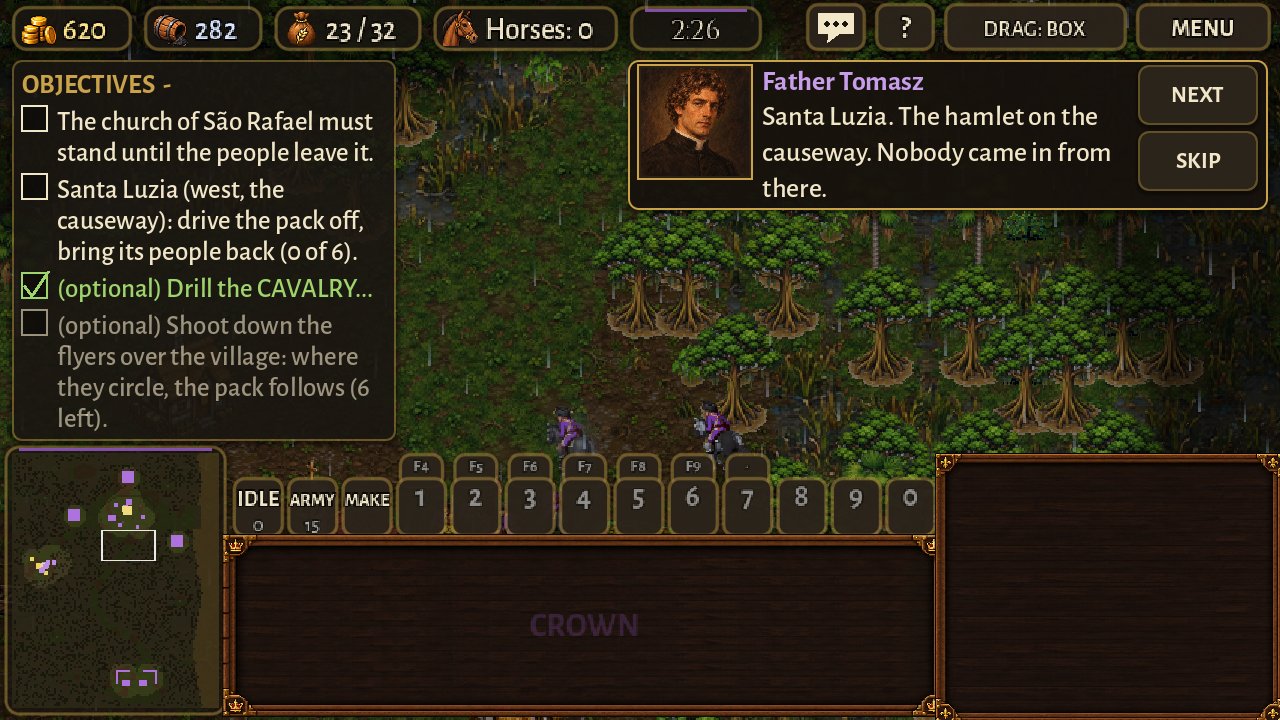 620
282
23 / 32
Horses: 0
2:26
?
DRAG: BOX
MENU
OBJECTIVES -
The church of São Rafael must
stand until the people leave it.
Santa Luzia (west, the
causeway): drive the pack off,
bring its people back (0 of 6).
(optional) Drill the CAVALRY...
(optional) Shoot down the
flyers over the village: where
they circle, the pack follows (6
left).
Father Tomasz
Santa Luzia. The hamlet on the
causeway. Nobody came in from
there.
NEXT
SKIP
F4 F5 F6 F7 F8 F9 .
IDLE ARMY MAKE 1 2 3 4 5 6 7 8 9 0
0 15
CROWN